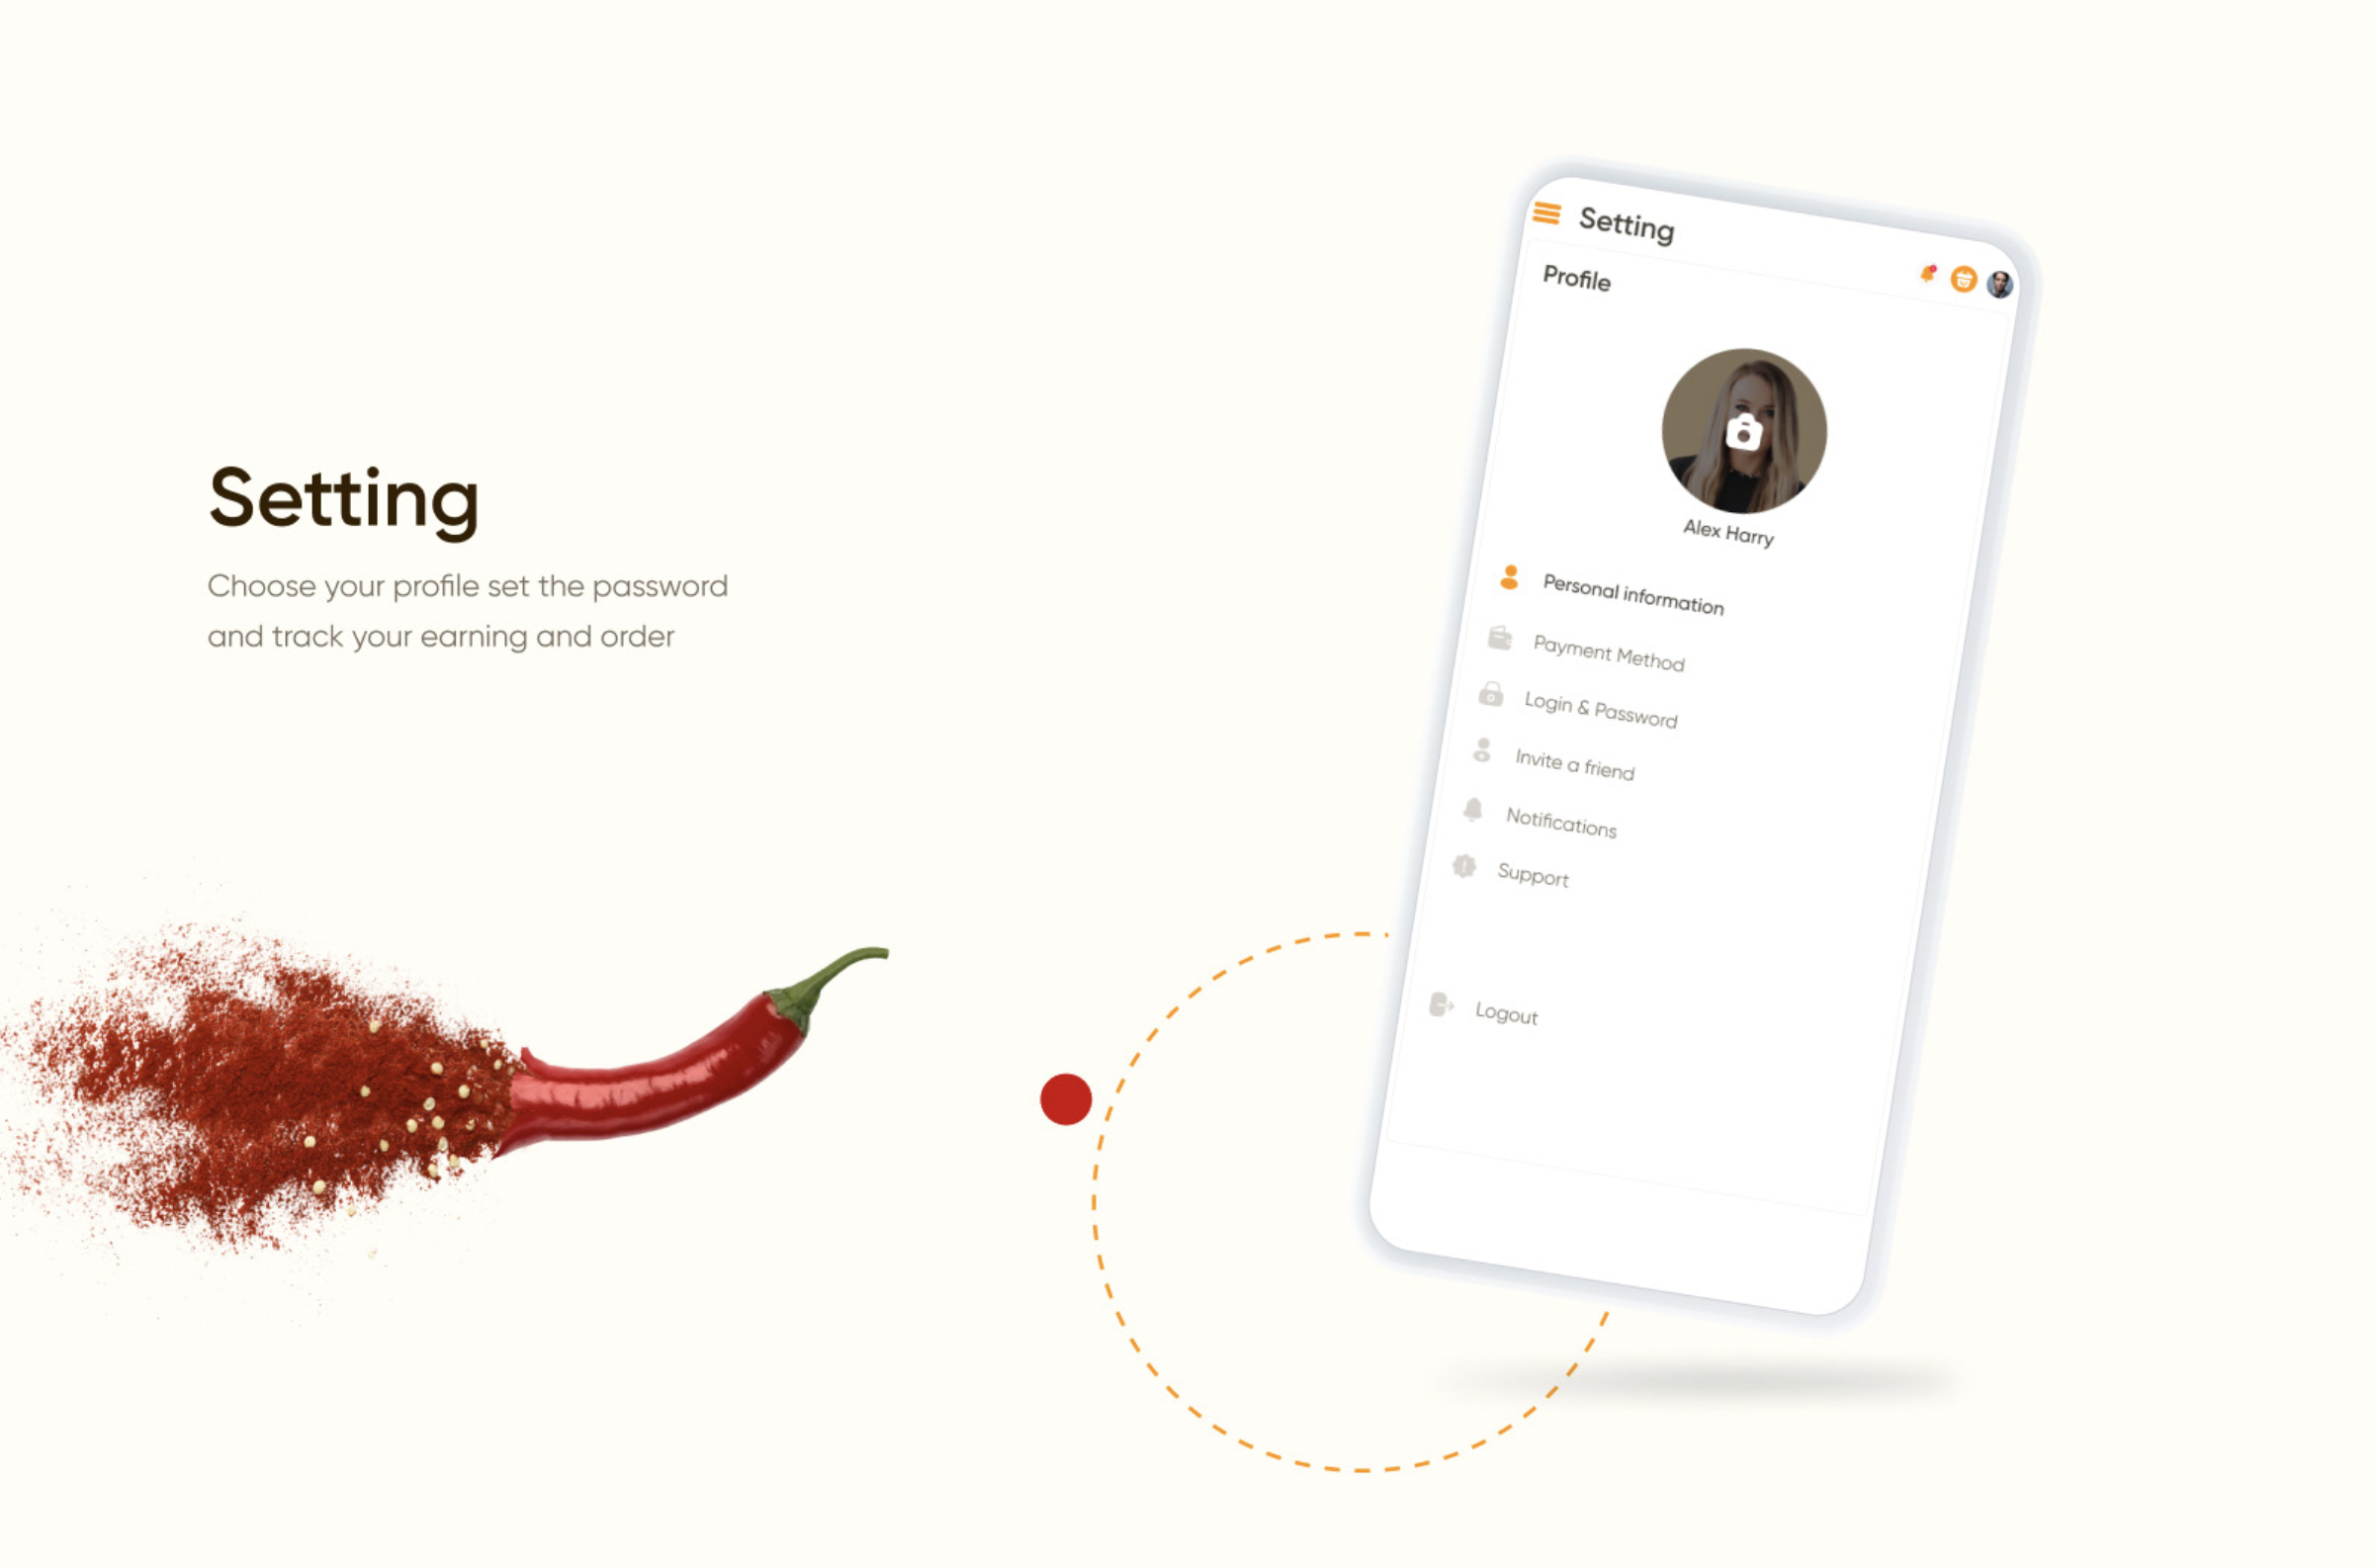 Setting
Choose your profile set the password
and track your earning and order
Setting
Profile
Alex Harry
Personal information
Payment Method
Login & Password
Invite a friend
Notifications
Support
Logout